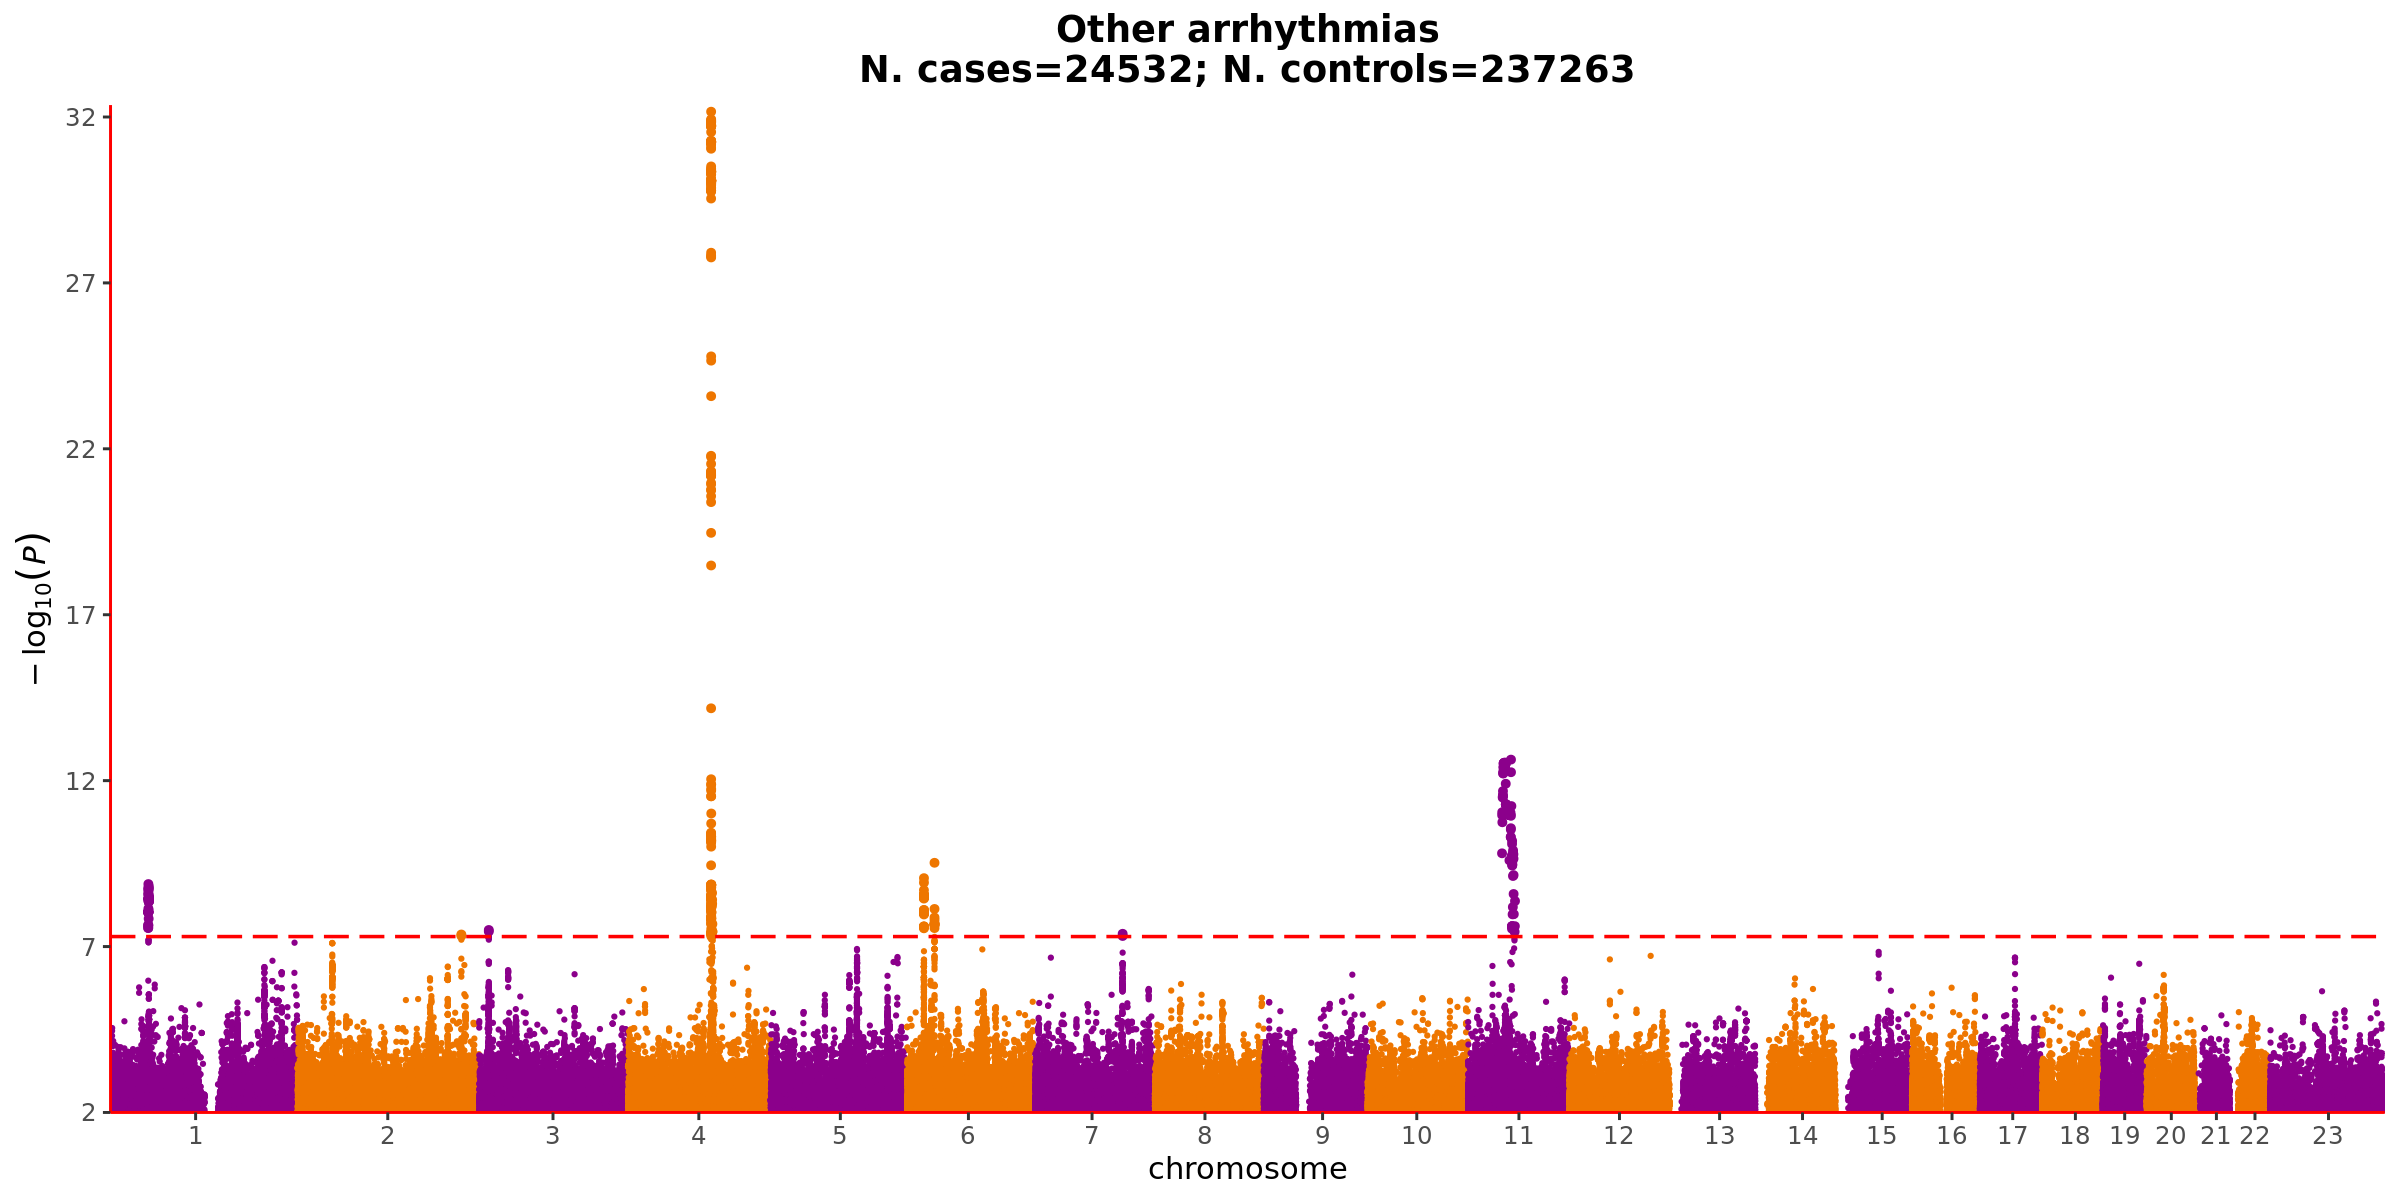 Other arrhythmias
N. cases=24532; N. controls=237263
−log10(P)
32
27
22
17
12
7
2
1 2 3 4 5 6 7 8 9 10 11 12 13 14 15 16 17 18 19 20 21 22 23
chromosome